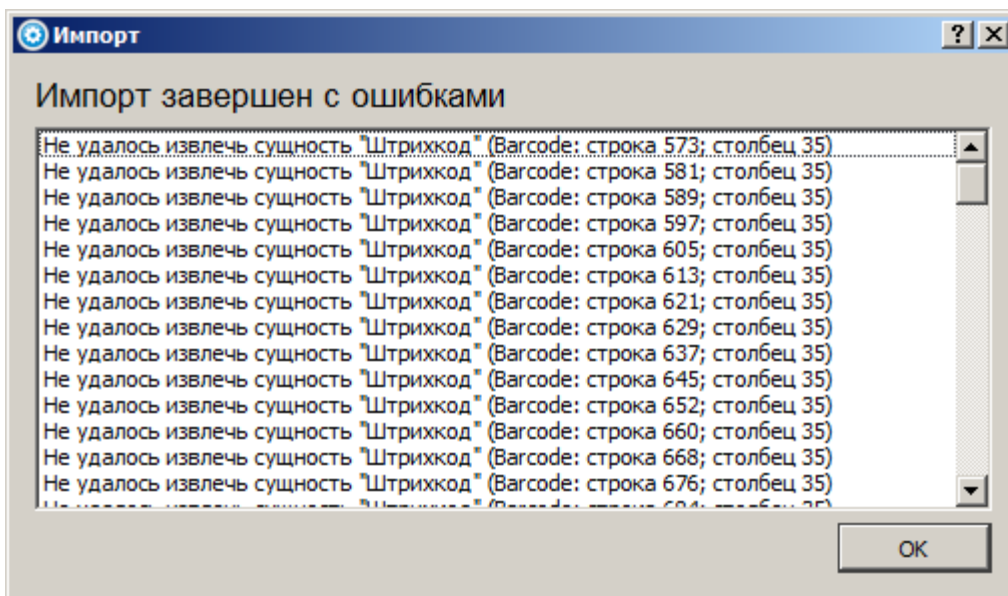 Импорт
Импорт завершен с ошибками
Не удалось извлечь сущность "Штрихкод" (Barcode: строка 573; столбец 35)
Не удалось извлечь сущность "Штрихкод" (Barcode: строка 581; столбец 35)
Не удалось извлечь сущность "Штрихкод" (Barcode: строка 589; столбец 35)
Не удалось извлечь сущность "Штрихкод" (Barcode: строка 597; столбец 35)
Не удалось извлечь сущность "Штрихкод" (Barcode: строка 605; столбец 35)
Не удалось извлечь сущность "Штрихкод" (Barcode: строка 613; столбец 35)
Не удалось извлечь сущность "Штрихкод" (Barcode: строка 621; столбец 35)
Не удалось извлечь сущность "Штрихкод" (Barcode: строка 629; столбец 35)
Не удалось извлечь сущность "Штрихкод" (Barcode: строка 637; столбец 35)
Не удалось извлечь сущность "Штрихкод" (Barcode: строка 645; столбец 35)
Не удалось извлечь сущность "Штрихкод" (Barcode: строка 652; столбец 35)
Не удалось извлечь сущность "Штрихкод" (Barcode: строка 660; столбец 35)
Не удалось извлечь сущность "Штрихкод" (Barcode: строка 668; столбец 35)
Не удалось извлечь сущность "Штрихкод" (Barcode: строка 676; столбец 35)
OK